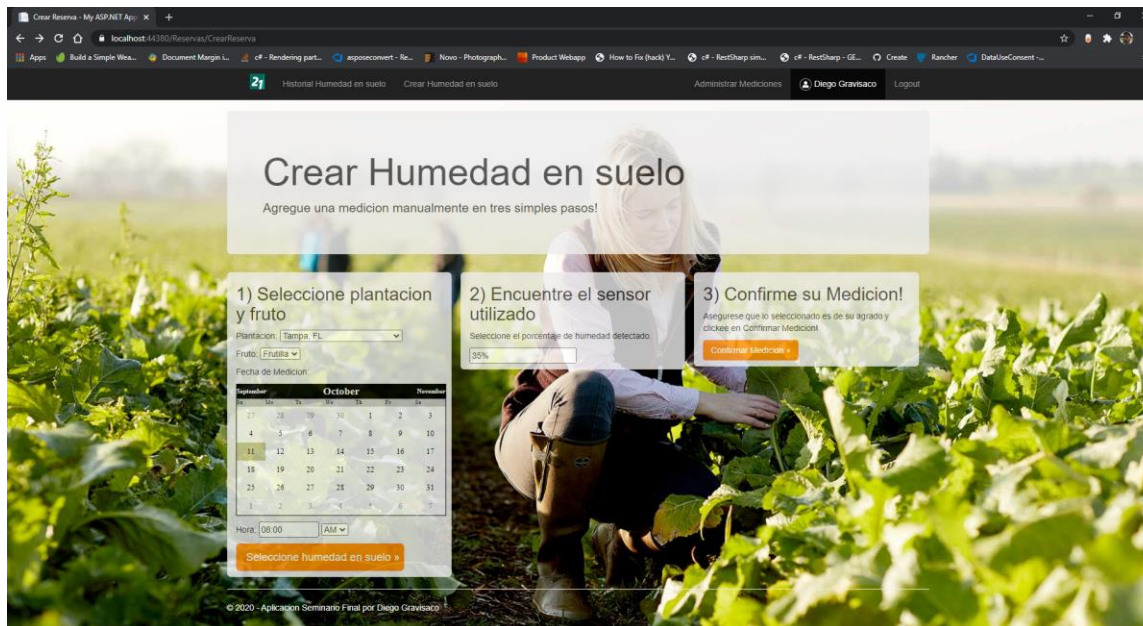 Crear Reserva - My ASP.NET App
localhost:44380/Reservas/CrearReserva
Apps Build a Simple Wea... Document Margin i... c# - Rendering part... asposeconvert - Re... Novo - Photograph... Product Webapp How to Fix (hack) Y... c# - RestSharp sim... c# - RestSharp - GE... Create Rancher DataUseConsent -...
21 Historial Humedad en suelo Crear Humedad en suelo Administrar Mediciones Diego Gravisaco Logout
Crear Humedad en suelo
Agregue una medicion manualmente en tres simples pasos!
1) Seleccione plantacion
y fruto
Plantacion: Tampa, FL
Fruto: Frutilla
Fecha de Medicion:
September October November
Su Mo Tu We Th Fr Sa
27 28 29 30 1 2 3
4 5 6 7 8 9 10
11 12 13 14 15 16 17
18 19 20 21 22 23 24
25 26 27 28 29 30 31
1 2 3 4 5 6 7
Hora: 08:00 AM
Seleccione humedad en suelo »
2) Encuentre el sensor
utilizado
Seleccione el porcentaje de humedad detectado.
35%
3) Confirme su Medicion!
Asegurese que lo seleccionado es de su agrado y
clickee en Confirmar Medicion!
Confirmar Medicion »
© 2020 - Aplicacion Seminario Final por Diego Gravisaco